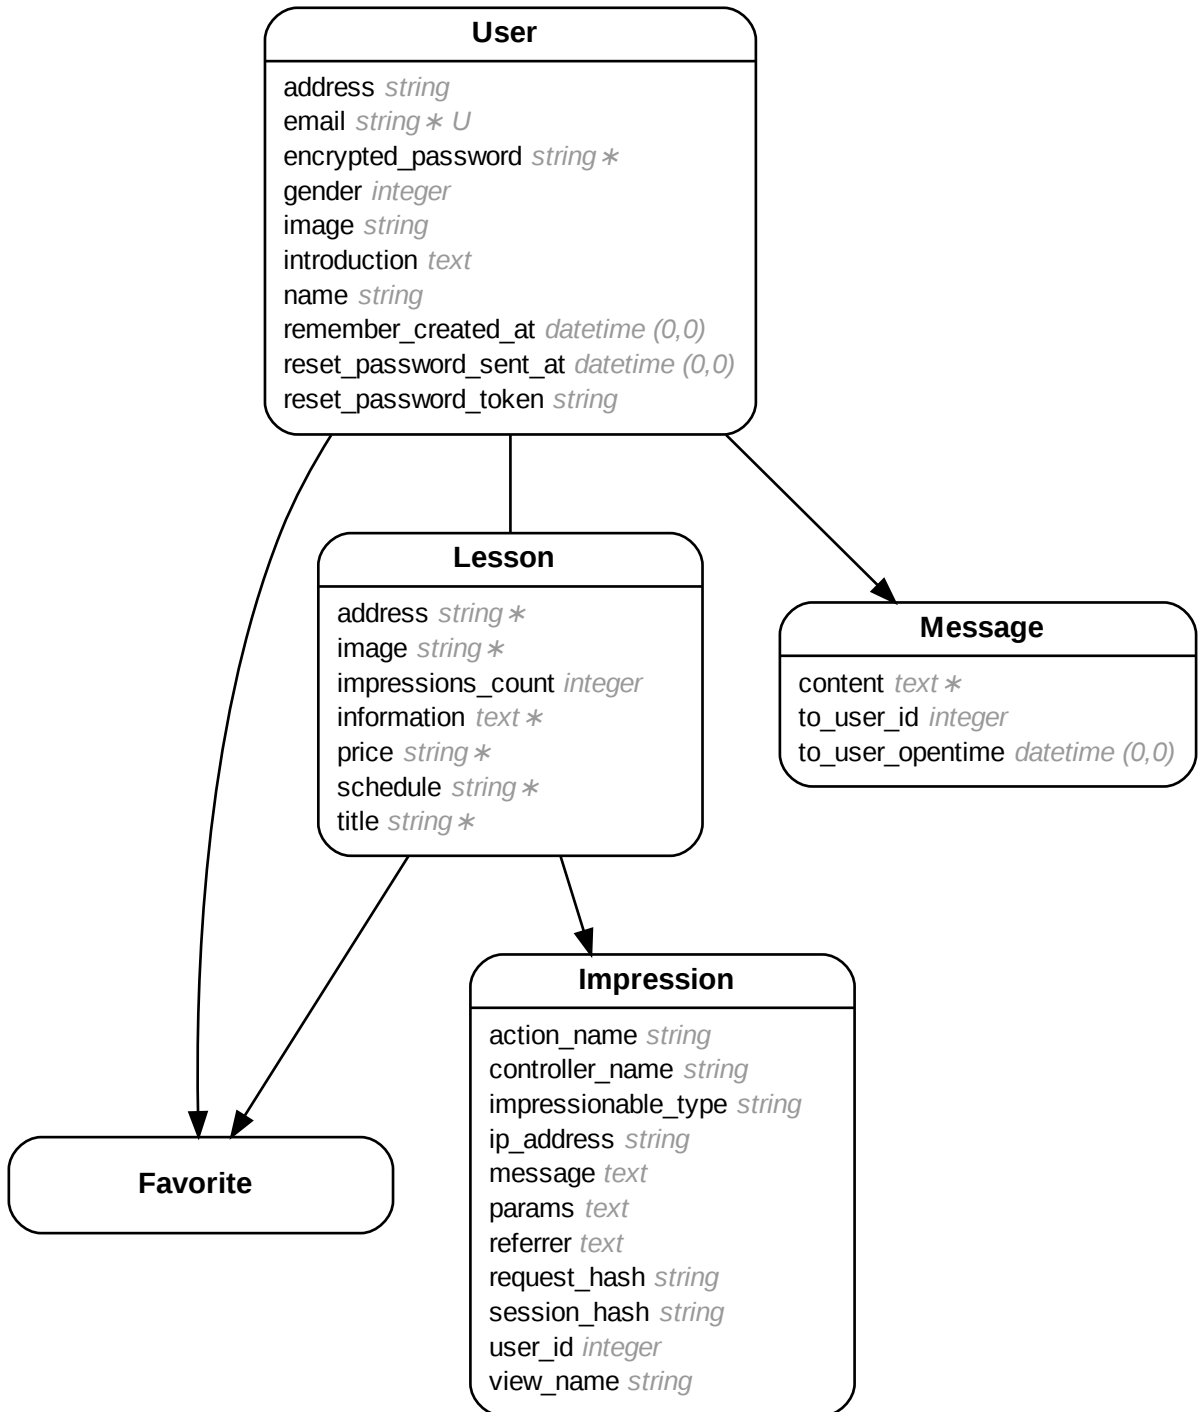 User
address string
email string ∗ U
encrypted_password string ∗
gender integer
image string
introduction text
name string
remember_created_at datetime (0,0)
reset_password_sent_at datetime (0,0)
reset_password_token string
Lesson
address string ∗
image string ∗
impressions_count integer
information text ∗
price string ∗
schedule string ∗
title string ∗
Message
content text ∗
to_user_id integer
to_user_opentime datetime (0,0)
Impression
action_name string
controller_name string
impressionable_type string
ip_address string
message text
params text
referrer text
request_hash string
session_hash string
user_id integer
view_name string
Favorite